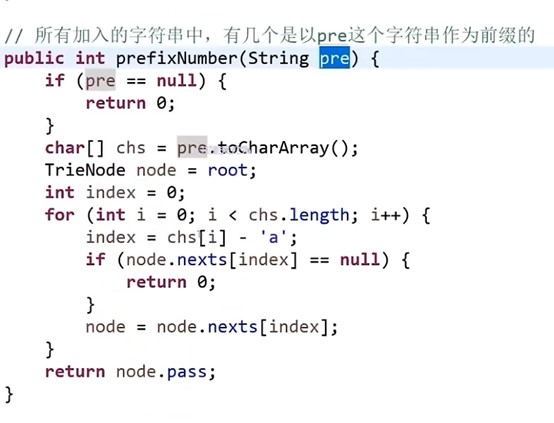 // 所有加入的字符串中，有几个是以pre这个字符串作为前缀的
public int prefixNumber(String pre) {
    if (pre == null) {
        return 0;
    }
    char[] chs = pre.toCharArray();
    TrieNode node = root;
    int index = 0;
    for (int i = 0; i < chs.length; i++) {
        index = chs[i] - 'a';
        if (node.nexts[index] == null) {
            return 0;
        }
        node = node.nexts[index];
    }
    return node.pass;
}